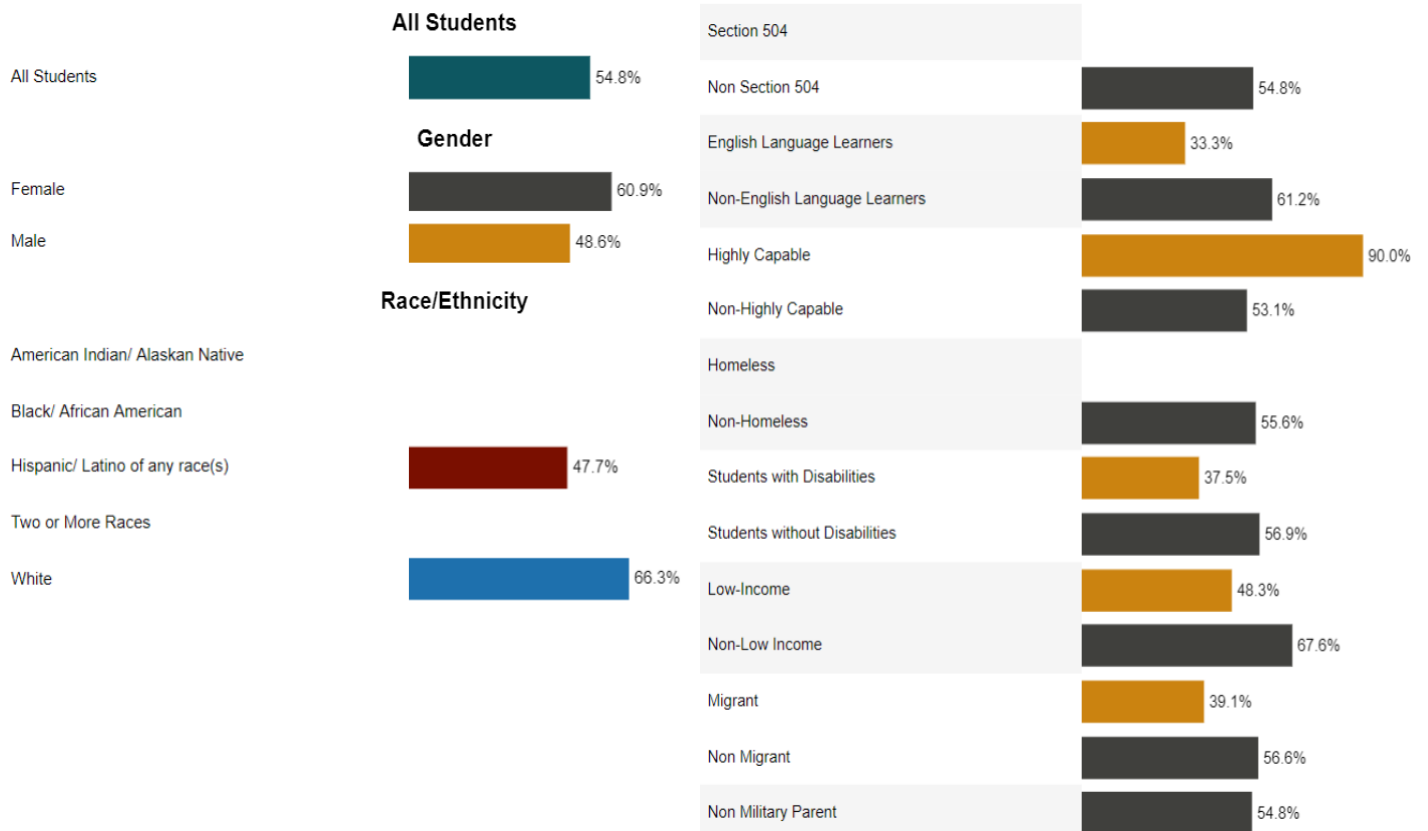 All Students
All Students 54.8%
Gender
Female 60.9%
Male 48.6%
Race/Ethnicity
American Indian/ Alaskan Native
Black/ African American
Hispanic/ Latino of any race(s) 47.7%
Two or More Races
White 66.3%
Section 504
Non Section 504 54.8%
English Language Learners 33.3%
Non-English Language Learners 61.2%
Highly Capable 90.0%
Non-Highly Capable 53.1%
Homeless
Non-Homeless 55.6%
Students with Disabilities 37.5%
Students without Disabilities 56.9%
Low-Income 48.3%
Non-Low Income 67.6%
Migrant 39.1%
Non Migrant 56.6%
Non Military Parent 54.8%